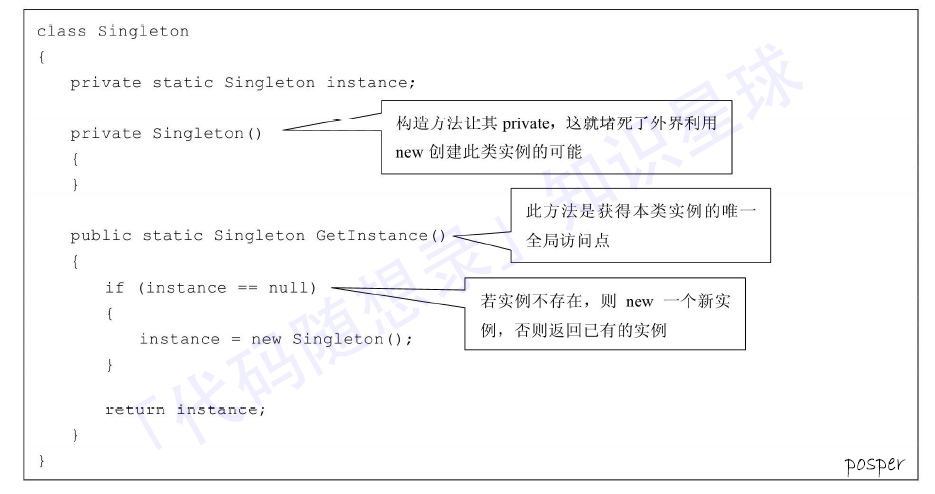 class Singleton
{
private static Singleton instance;
private Singleton()
构造方法让其 private，这就堵死了外界利用
new 创建此类实例的可能
{
}
此方法是获得本类实例的唯一
全局访问点
public static Singleton GetInstance()
{
if (instance == null)
若实例不存在，则 new 一个新实
例，否则返回已有的实例
{
instance = new Singleton();
}
return instance;
}
}
posper
「代码随想录」知识星球